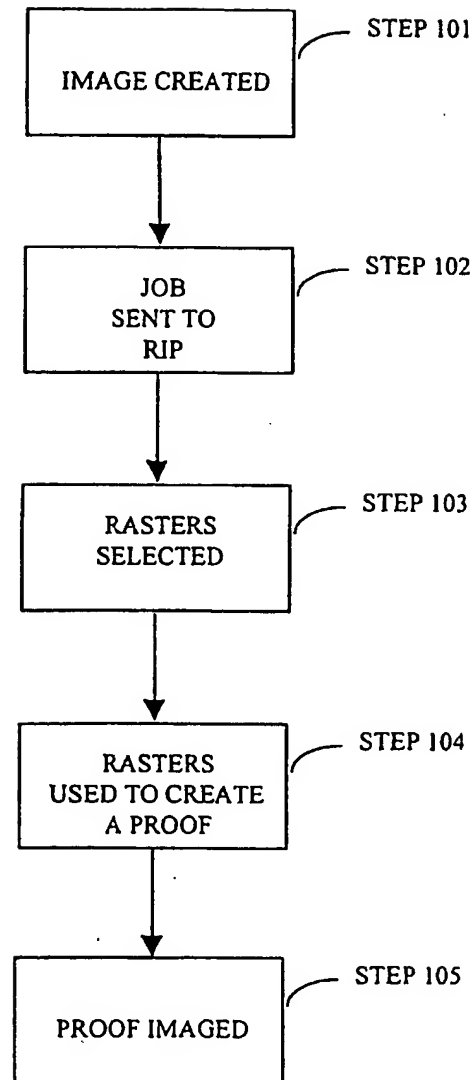 STEP 101
IMAGE CREATED
STEP 102
JOB
SENT TO
RIP
STEP 103
RASTERS
SELECTED
STEP 104
RASTERS
USED TO CREATE
A PROOF
STEP 105
PROOF IMAGED